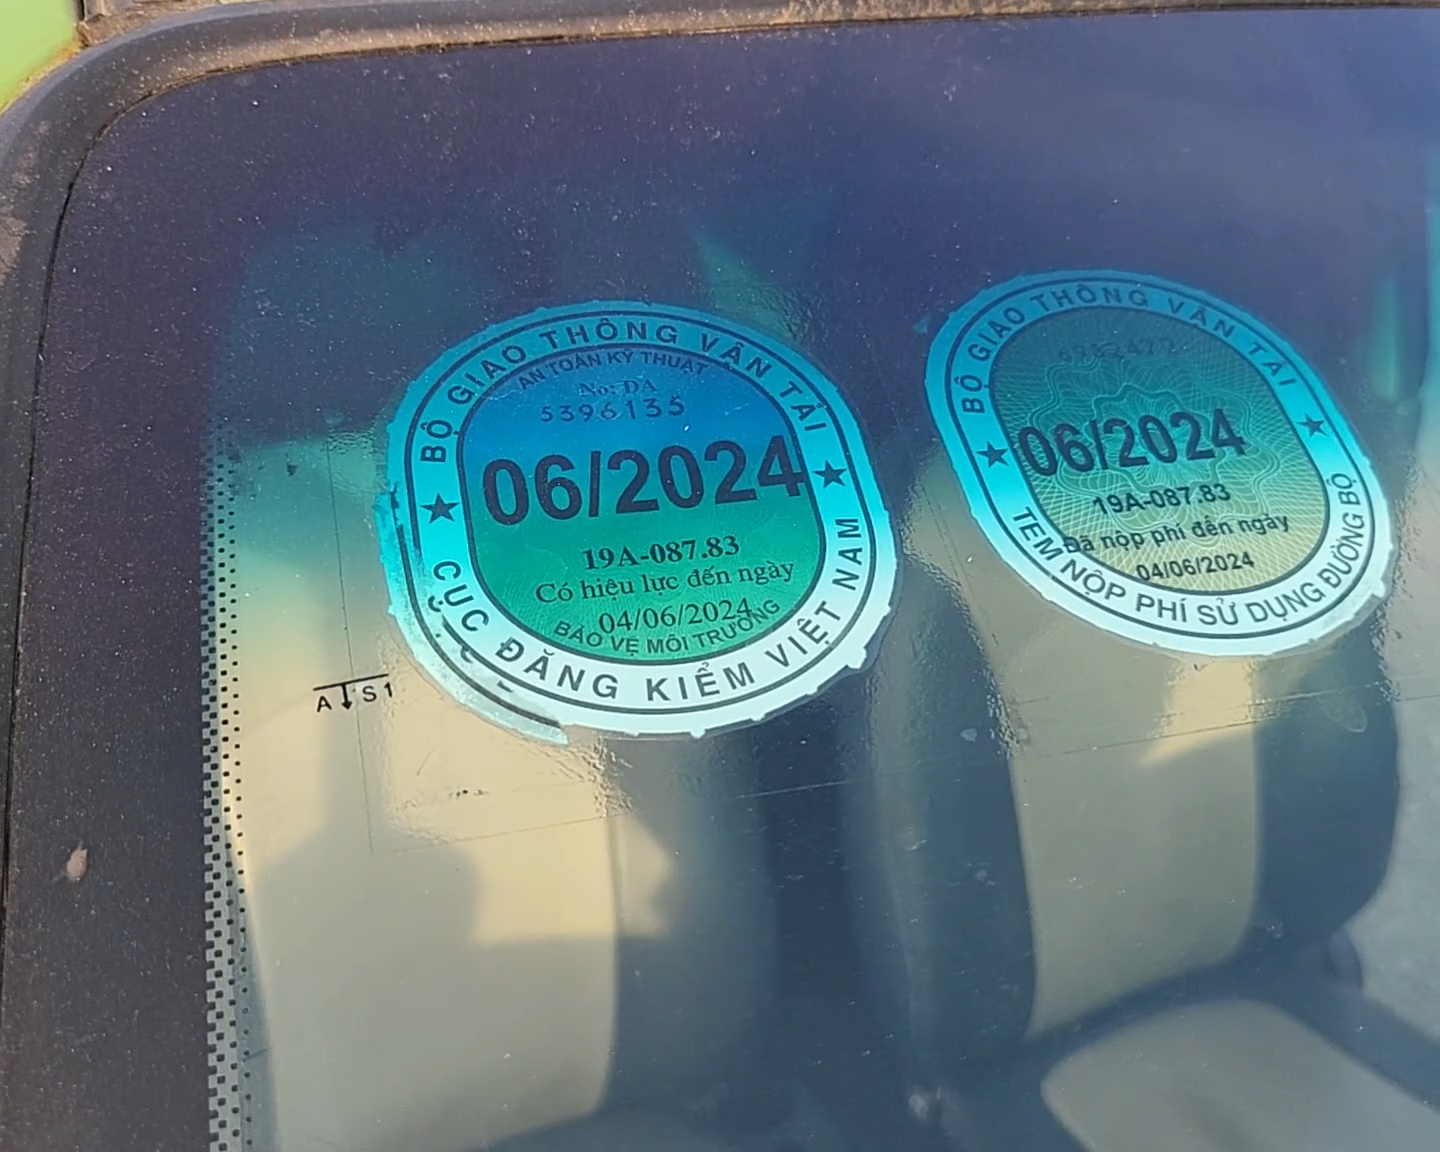 BỘ GIAO THÔNG VẬN TẢI
AN TOÀN KỸ THUẬT
No: DA
5396135
06/2024
19A-087.83
Có hiệu lực đến ngày
04/06/2024
BẢO VỆ MÔI TRƯỜNG
CỤC ĐĂNG KIỂM VIỆT NAM
BỘ GIAO THÔNG VẬN TẢI
06/2024
19A-087.83
Đã nộp phí đến ngày
04/06/2024
TEM NỘP PHÍ SỬ DỤNG ĐƯỜNG BỘ
A S1